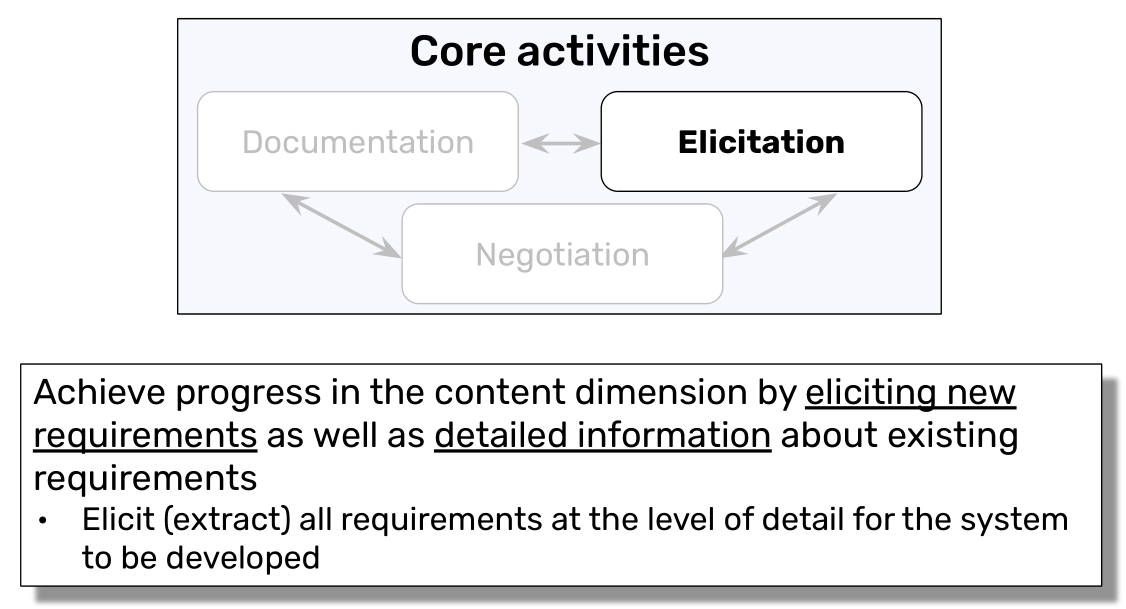 Core activities
Documentation
Elicitation
Negotiation
Achieve progress in the content dimension by eliciting new
requirements as well as detailed information about existing
requirements
• Elicit (extract) all requirements at the level of detail for the system
to be developed